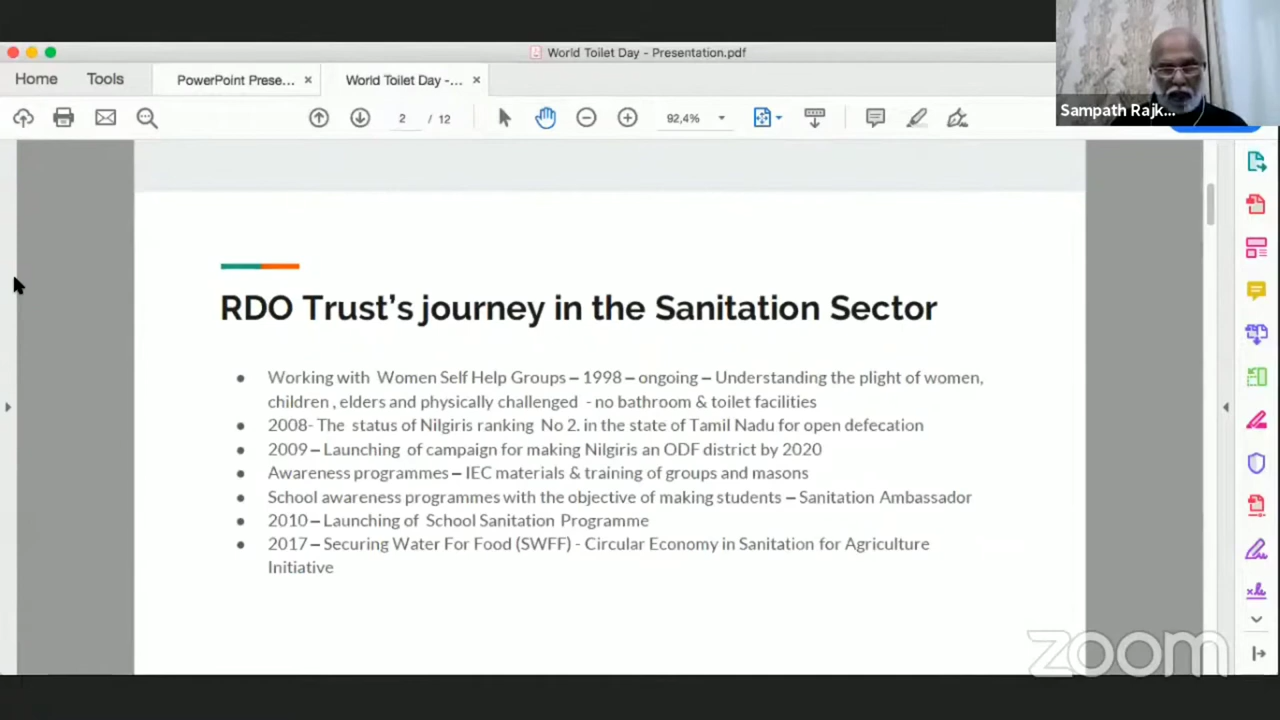 World Toilet Day - Presentation.pdf
Home Tools PowerPoint Prese... × World Toilet Day -... ×
Sampath Rajk...
2 / 12 92,4%
RDO Trust's journey in the Sanitation Sector
● Working with Women Self Help Groups – 1998 – ongoing – Understanding the plight of women,
children , elders and physically challenged - no bathroom & toilet facilities
● 2008- The status of Nilgiris ranking No 2. in the state of Tamil Nadu for open defecation
● 2009 – Launching of campaign for making Nilgiris an ODF district by 2020
● Awareness programmes – IEC materials & training of groups and masons
● School awareness programmes with the objective of making students – Sanitation Ambassador
● 2010 – Launching of School Sanitation Programme
● 2017 – Securing Water For Food (SWFF) - Circular Economy in Sanitation for Agriculture
Initiative
zoom